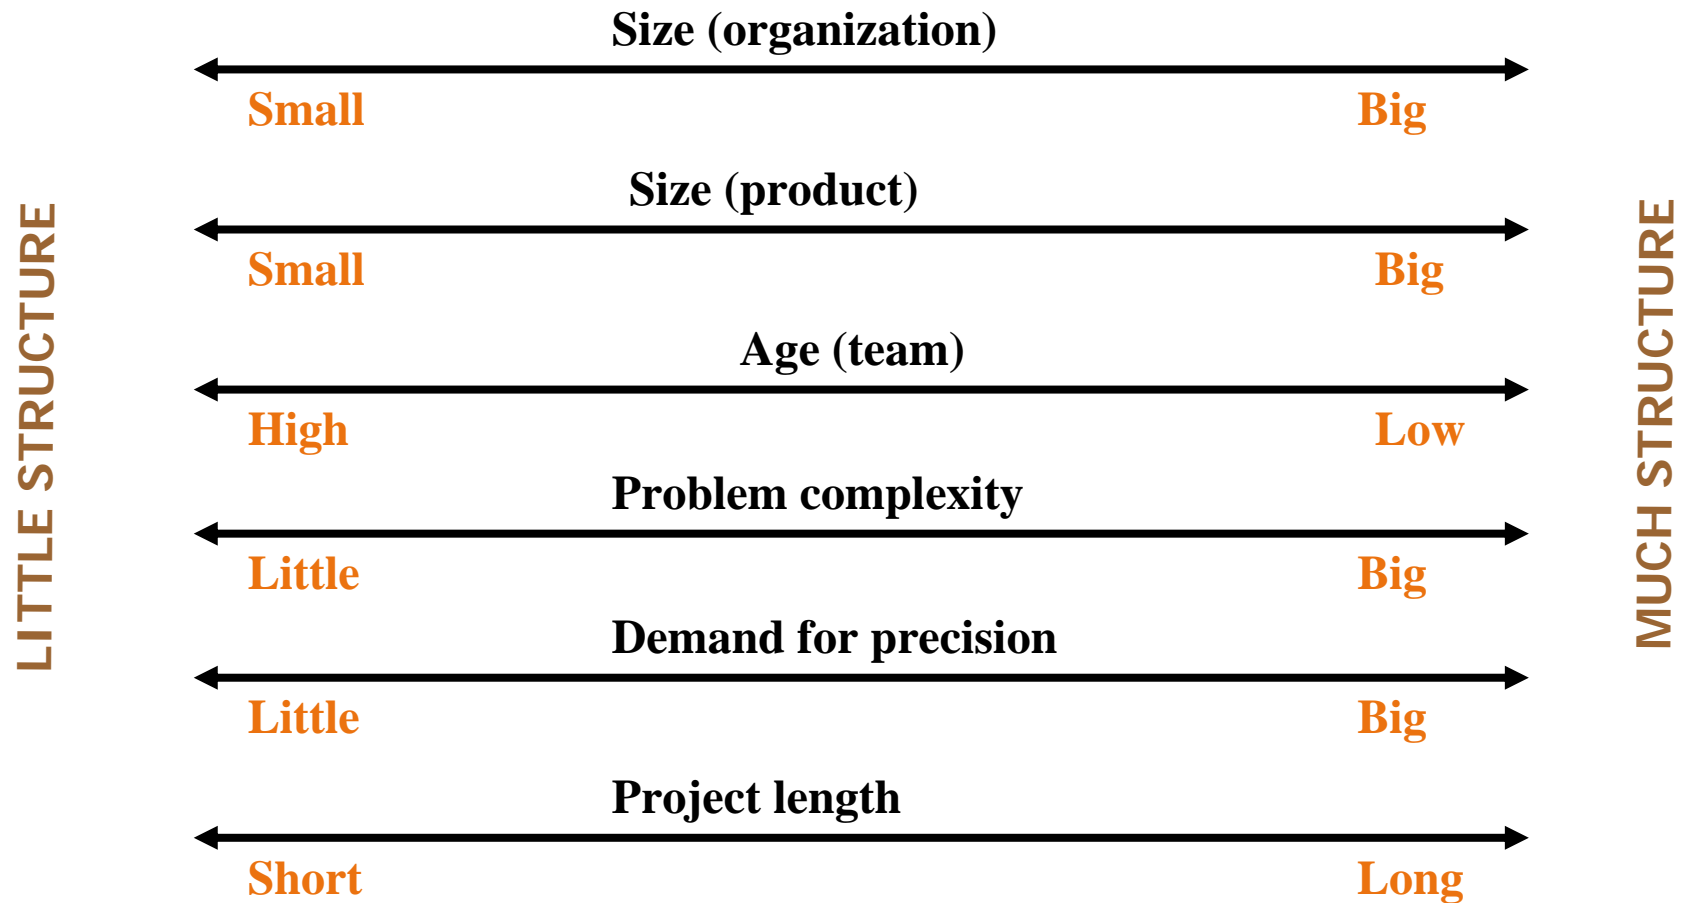 Size (organization)
Small Big
Size (product)
Small Big
Age (team)
High Low
Problem complexity
Little Big
Demand for precision
Little Big
Project length
Short Long
LITTLE STRUCTURE
MUCH STRUCTURE